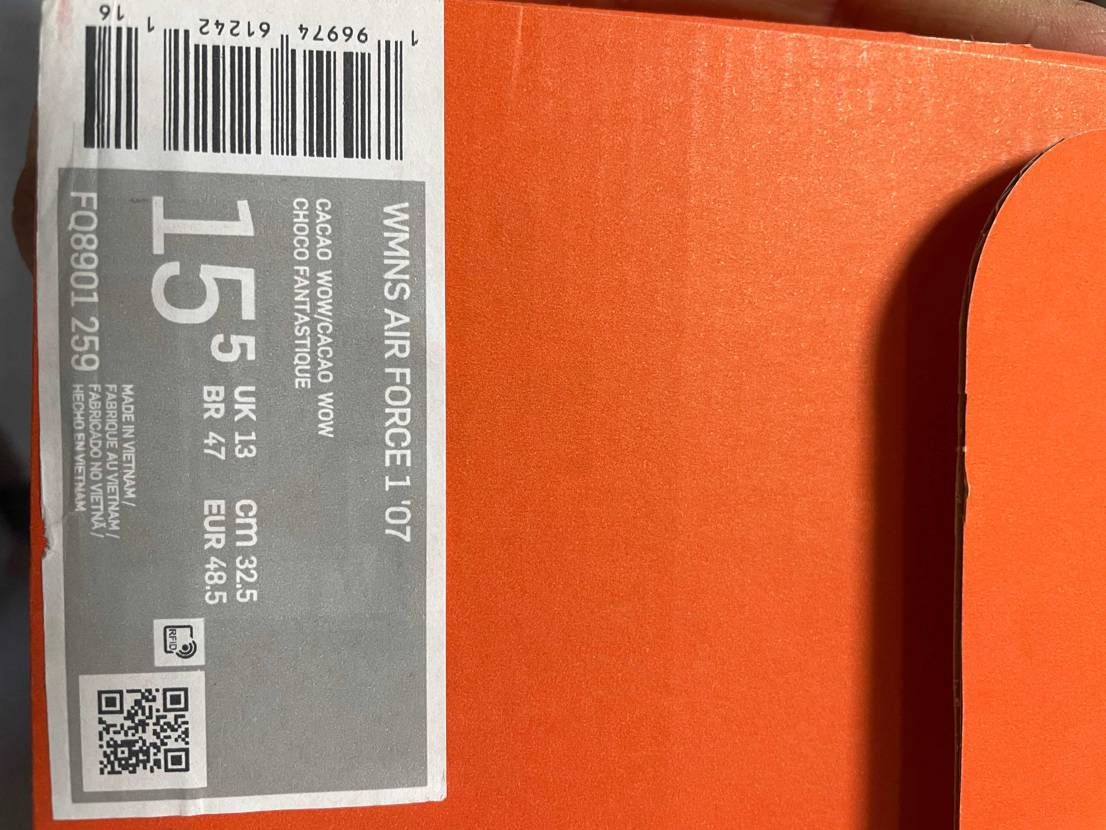 1 96974 61242 1 16
WMNS AIR FORCE 1 '07
CACAO WOW/CACAO WOW
CHOCO FANTASTIQUE
15 5
UK 13 cm 32.5
BR 47 EUR 48.5
RFID
MADE IN VIETNAM /
FABRIQUE AU VIETNAM /
FABRICADO NO VIETNÃ /
HECHO EN VIETNAM
FQ8901 259